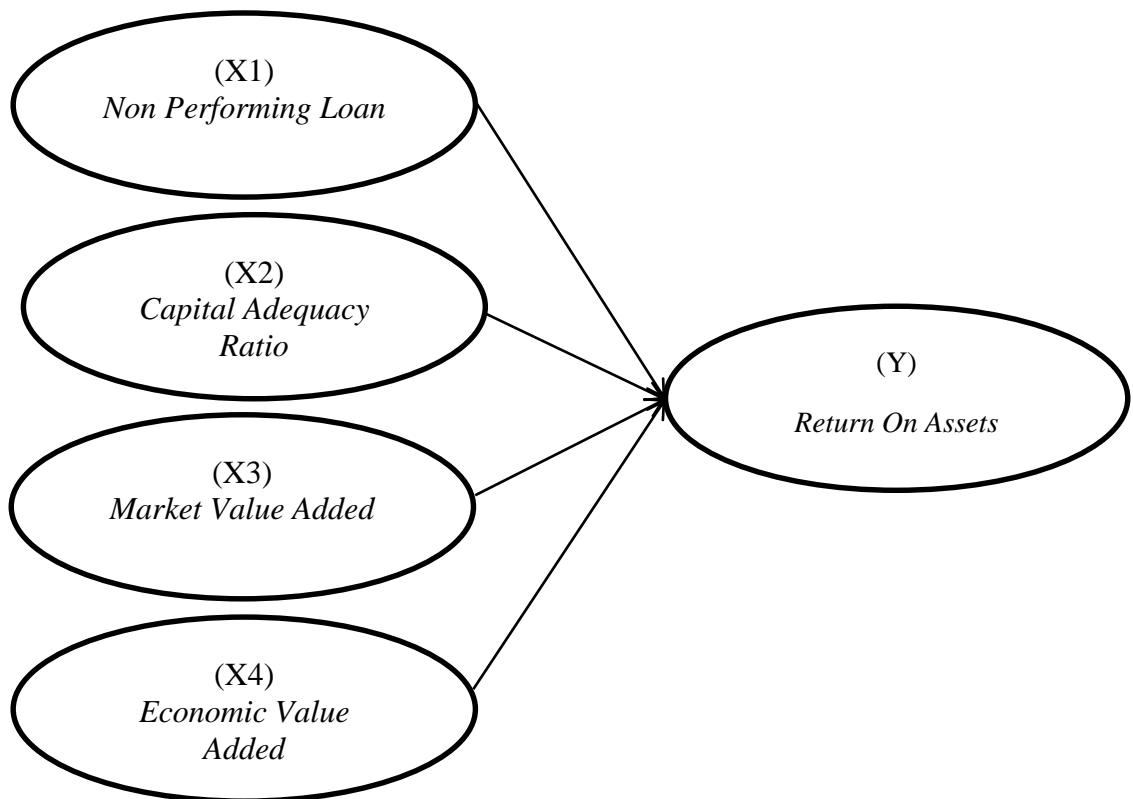 (X1)
Non Performing Loan
(X2)
Capital Adequacy
Ratio
(X3)
Market Value Added
(X4)
Economic Value
Added
(Y)
Return On Assets